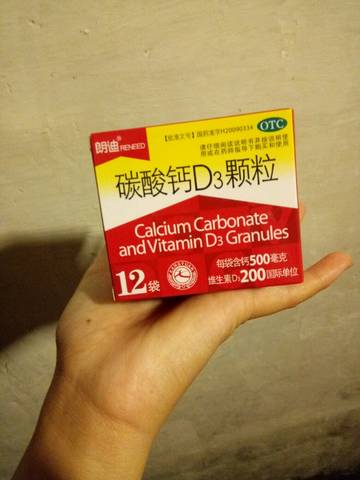 朗迪® RENEED
【批准文号】国药准字H20090334
OTC
请仔细阅读说明书并按说明使
用或在药师指导下购买和使用
碳酸钙D3颗粒
Calcium Carbonate
and Vitamin D3 Granules
12袋
每袋含钙500毫克
维生素D3 200国际单位